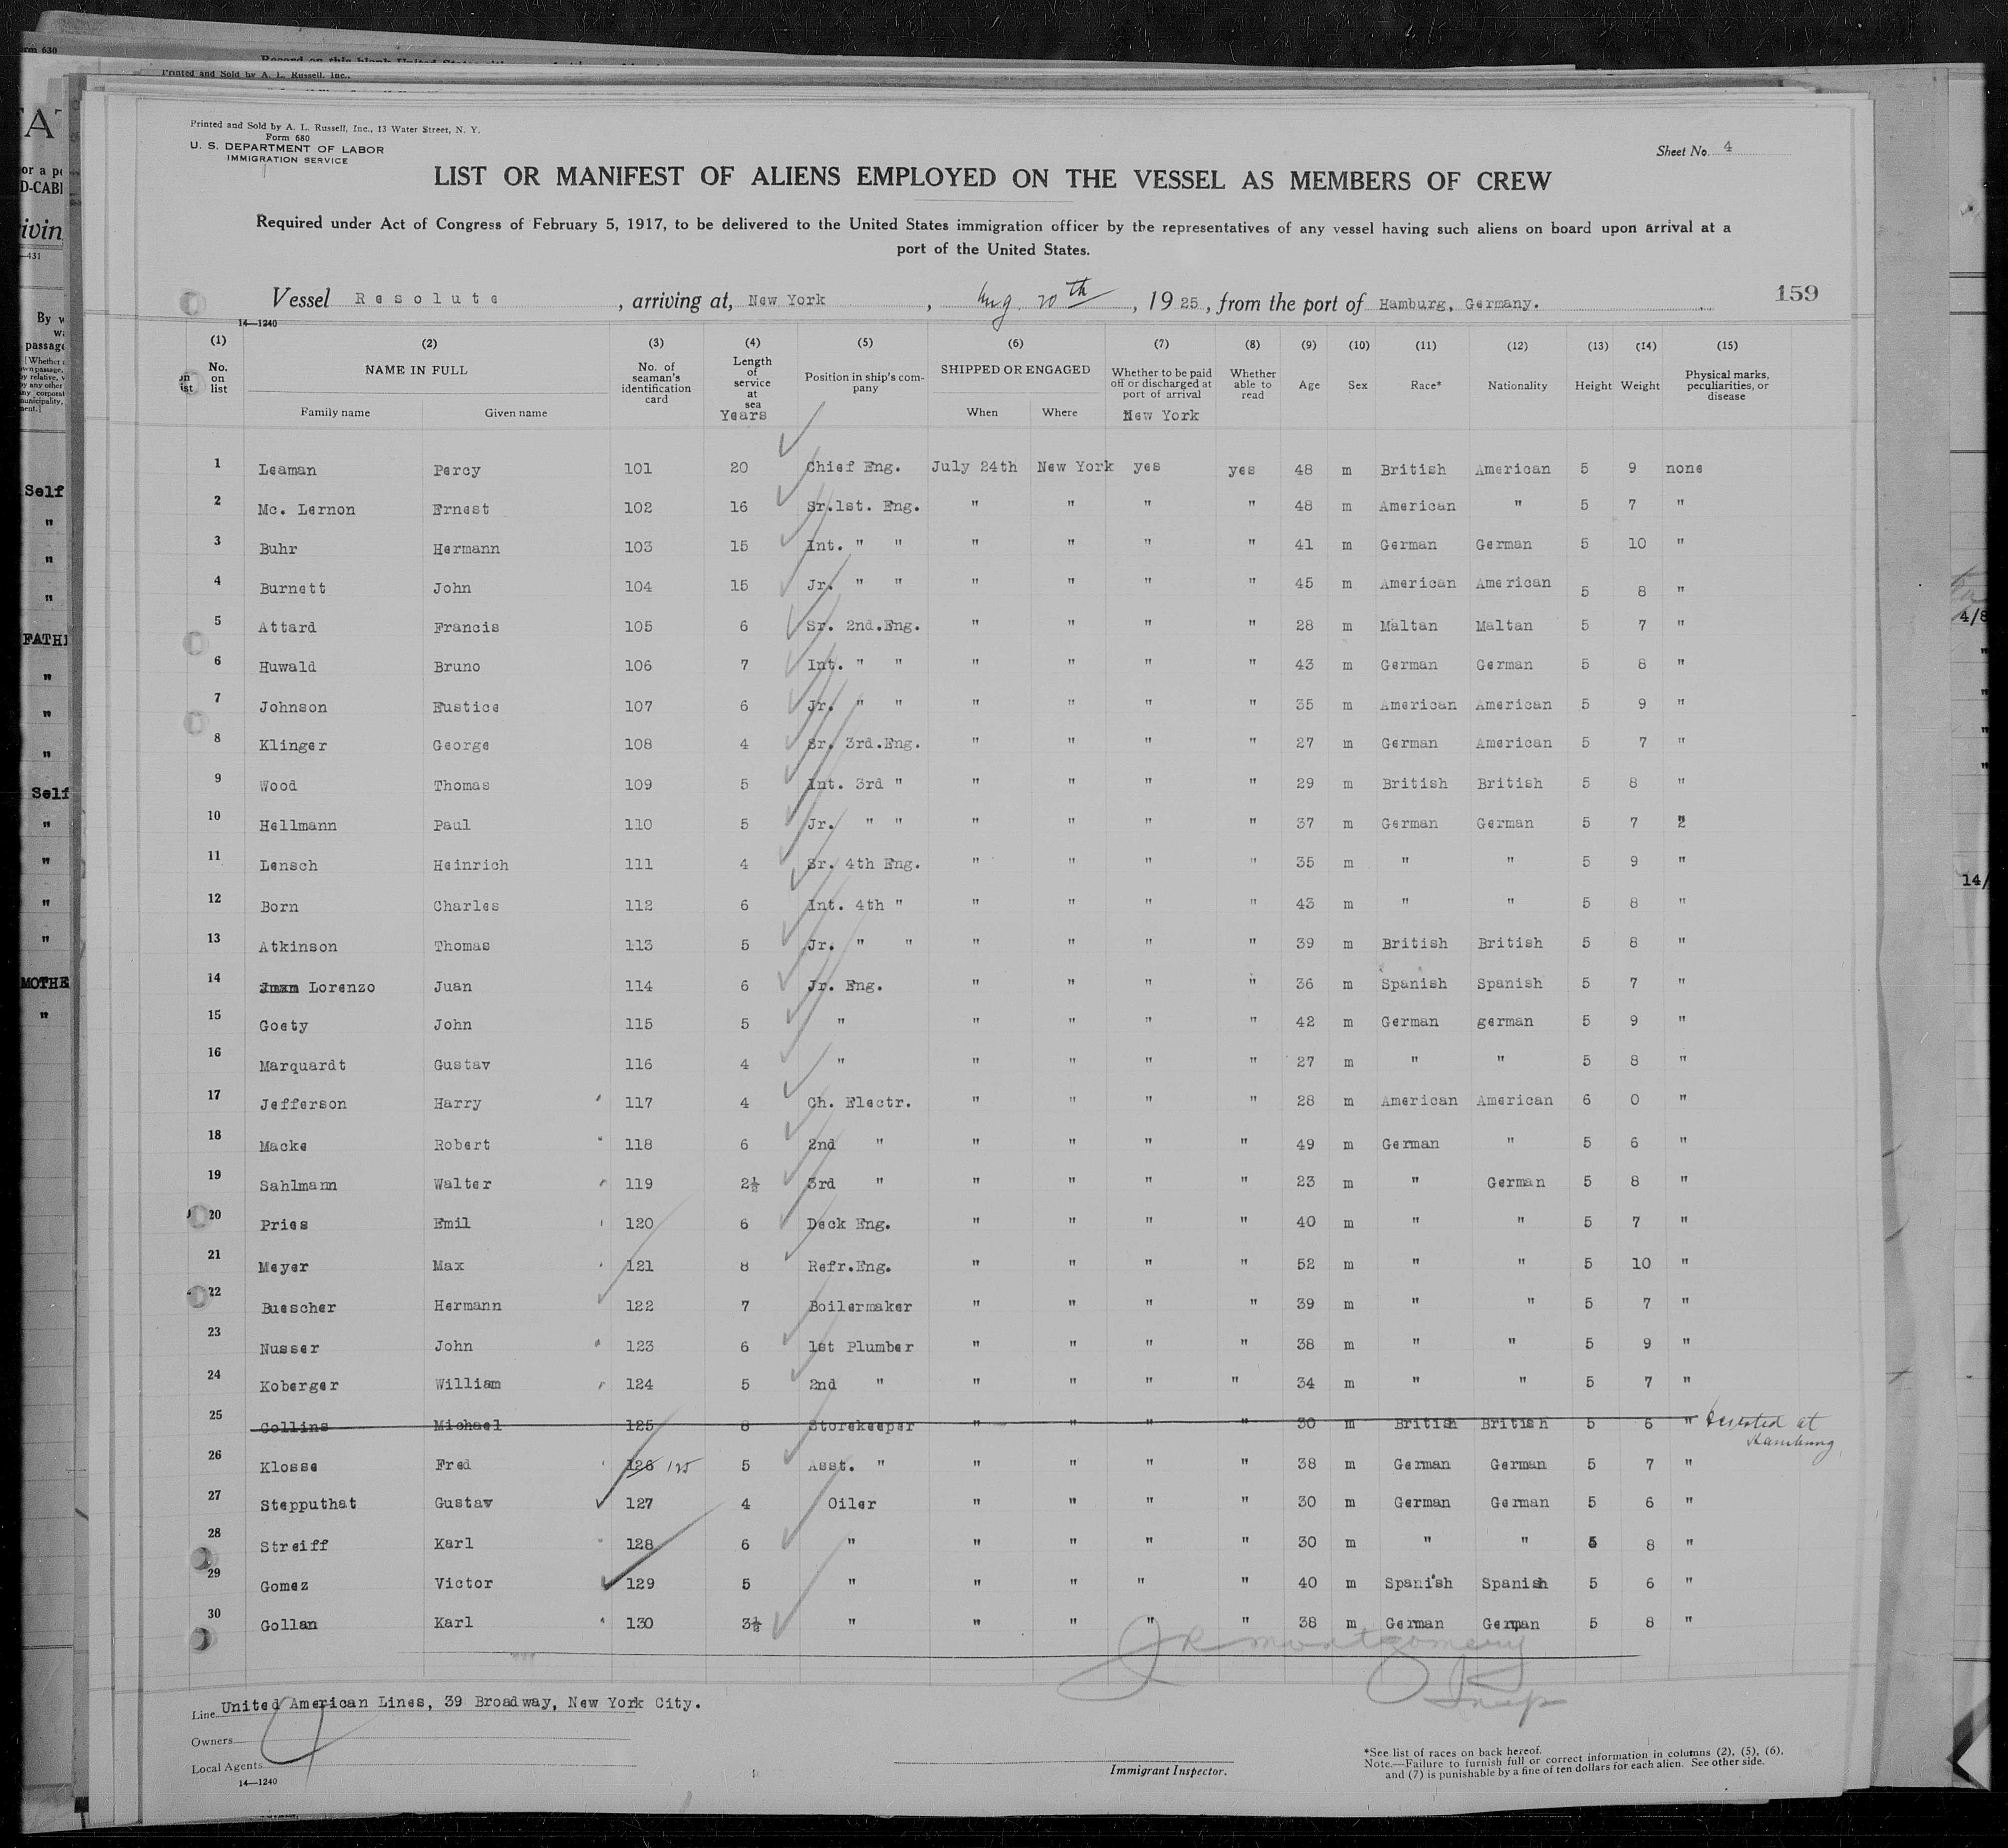 Form 630
Record on this blank United States
Printed and Sold by A. L. Russell, Inc.,
Printed and Sold by A. L. Russell, Inc., 13 Water Street, N. Y.
Form 680
U. S. DEPARTMENT OF LABOR
IMMIGRATION SERVICE
Sheet No. 4
LIST OR MANIFEST OF ALIENS EMPLOYED ON THE VESSEL AS MEMBERS OF CREW
Required under Act of Congress of February 5, 1917, to be delivered to the United States immigration officer by the representatives of any vessel having such aliens on board upon arrival at a
port of the United States.
Vessel Resolute, arriving at, New York, Aug 20th, 1925, from the port of Hamburg, Germany. 159
14—1240
(1) (2) (3) (4) (5) (6) (7) (8) (9) (10) (11) (12) (13) (14) (15)
No. on list NAME IN FULL Family name Given name No. of seaman's identification card Length of service at sea Years Position in ship's company SHIPPED OR ENGAGED When Where Whether to be paid off or discharged at port of arrival New York Whether able to read Age Sex Race* Nationality Height Weight Physical marks, peculiarities, or disease
1 Leaman Percy 101 20 Chief Eng. July 24th New York yes yes 48 m British American 5 9 none
2 Mc. Lernon Ernest 102 16 Sr.1st. Eng. " " " " 48 m American " 5 7 "
3 Buhr Hermann 103 15 Int. " " " " " " 41 m German German 5 10 "
4 Burnett John 104 15 Jr. " " " " " " 45 m American American 5 8 "
5 Attard Francis 105 6 Sr. 2nd.Eng. " " " " 28 m Maltan Maltan 5 7 "
6 Huwald Bruno 106 7 Int. " " " " " " 43 m German German 5 8 "
7 Johnson Eustice 107 6 Jr. " " " " " " 35 m American American 5 9 "
8 Klinger George 108 4 Sr. 3rd.Eng. " " " " 27 m German American 5 7 "
9 Wood Thomas 109 5 Int. 3rd " " " " " 29 m British British 5 8 "
10 Hellmann Paul 110 5 Jr. " " " " " " 37 m German German 5 7 2
11 Lensch Heinrich 111 4 Sr. 4th Eng. " " " " 35 m " " 5 9 "
12 Born Charles 112 6 Int. 4th " " " " " 43 m " " 5 8 "
13 Atkinson Thomas 113 5 Jr. " " " " " " 39 m British British 5 8 "
14 Juan Lorenzo Juan 114 6 Jr. Eng. " " " " 36 m Spanish Spanish 5 7 "
15 Goety John 115 5 " " " " " 42 m German german 5 9 "
16 Marquardt Gustav 116 4 " " " " " 27 m " " 5 8 "
17 Jefferson Harry 117 4 Ch. Electr. " " " " 28 m American American 6 0 "
18 Macke Robert 118 6 2nd " " " " " 49 m German " 5 6 "
19 Sahlmann Walter 119 2½ 3rd " " " " " 23 m " German 5 8 "
20 Pries Emil 120 6 Deck Eng. " " " " 40 m " " 5 7 "
21 Meyer Max 121 8 Refr.Eng. " " " " 52 m " " 5 10 "
22 Buescher Hermann 122 7 Boilermaker " " " " 39 m " " 5 7 "
23 Nusser John 123 6 1st Plumber " " " " 38 m " " 5 9 "
24 Koberger William 124 5 2nd " " " " " 34 m " " 5 7 "
25 Collins Michael 125 8 Storekeeper " " " " 30 m British British 5 6 " Deserted at
Hamburg
26 Klosse Fred 126 125 5 Asst. " " " " " 38 m German German 5 7 "
27 Stepputhat Gustav 127 4 Oiler " " " " 30 m German German 5 6 "
28 Streiff Karl 128 6 " " " " " 30 m " " 5 8 "
29 Gomez Victor 129 5 " " " " " 40 m Spanish Spanish 5 6 "
30 Gollan Karl 130 3½ " " " " " 38 m German German 5 8 "
J R Montgomery
Insp
Line United American Lines, 39 Broadway, New York City.
Owners
Local Agents
14—1240
Immigrant Inspector.
*See list of races on back hereof.
Note.—Failure to furnish full or correct information in columns (2), (5), (6).
and (7) is punishable by a fine of ten dollars for each alien. See other side.